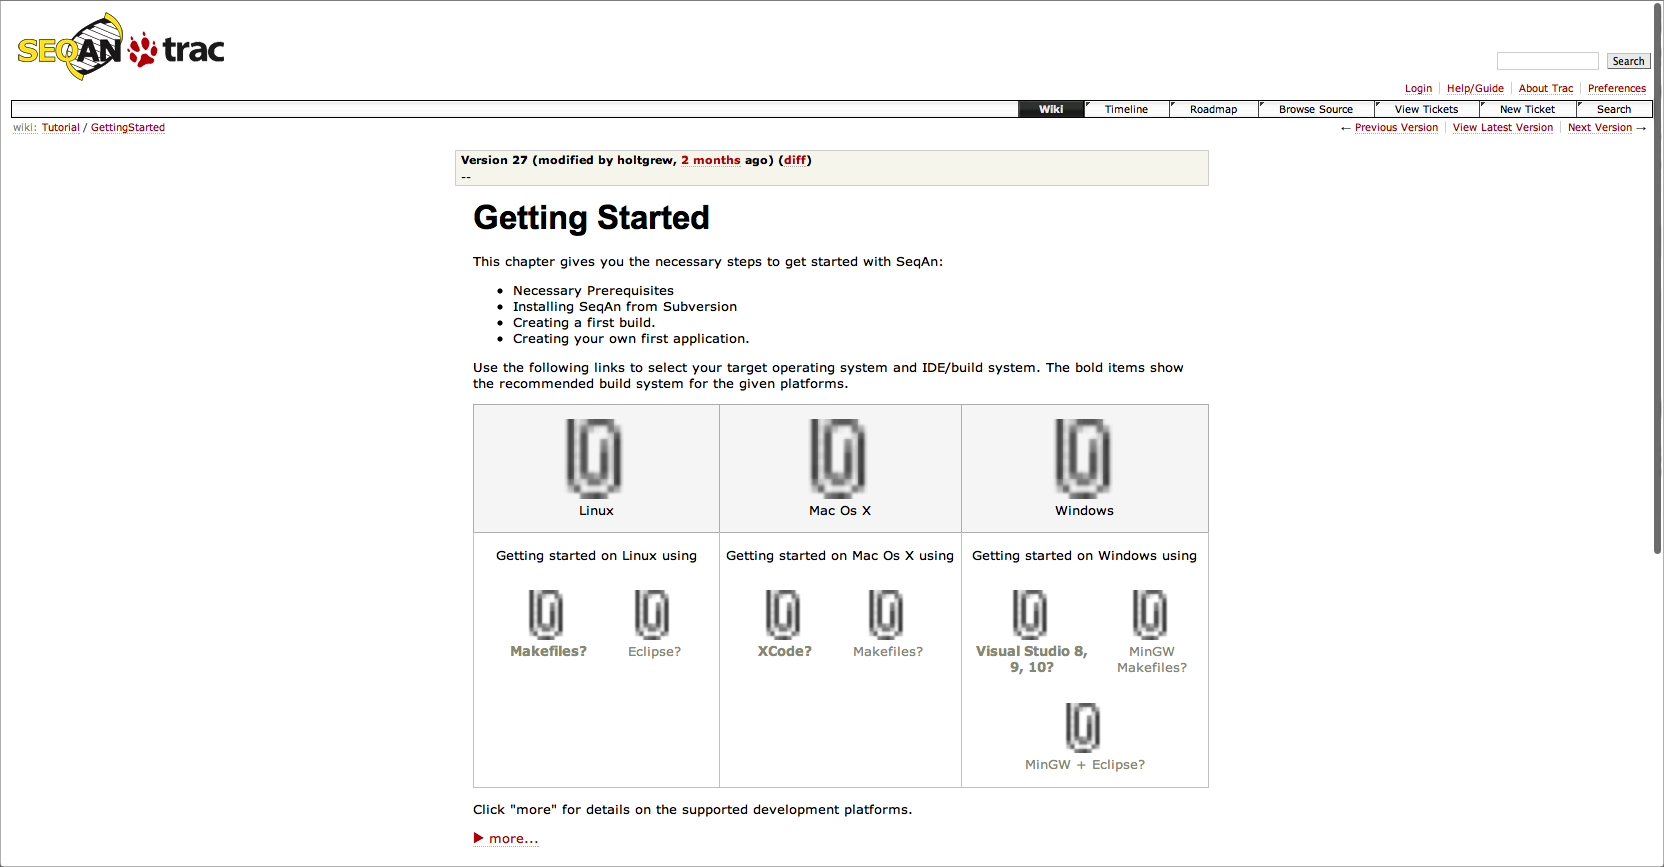 SEQAN trac
Search
Login Help/Guide About Trac Preferences
Wiki Timeline Roadmap Browse Source View Tickets New Ticket Search
wiki: Tutorial / GettingStarted
← Previous Version View Latest Version Next Version →
Version 27 (modified by holtgrew, 2 months ago) (diff)
--
Getting Started
This chapter gives you the necessary steps to get started with SeqAn:
• Necessary Prerequisites
• Installing SeqAn from Subversion
• Creating a first build.
• Creating your own first application.
Use the following links to select your target operating system and IDE/build system. The bold items show
the recommended build system for the given platforms.
Linux Mac Os X Windows
Getting started on Linux using
Makefiles? Eclipse?
Getting started on Mac Os X using
XCode? Makefiles?
Getting started on Windows using
Visual Studio 8,
9, 10?
MinGW
Makefiles?
MinGW + Eclipse?
Click "more" for details on the supported development platforms.
more...